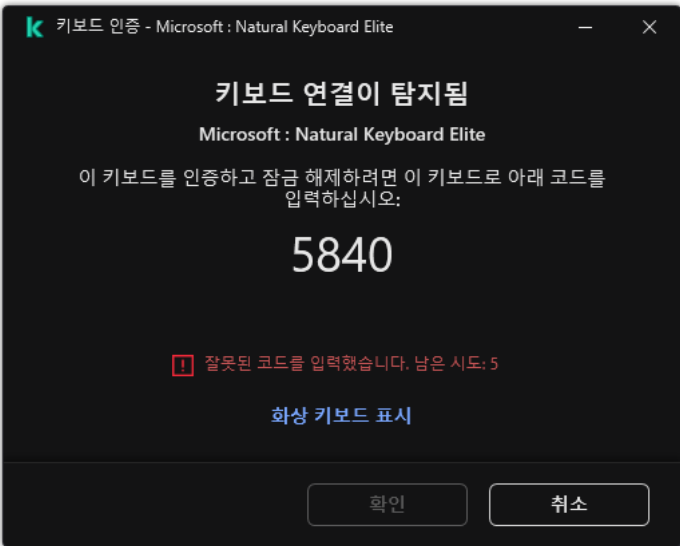 키보드 인증 - Microsoft : Natural Keyboard Elite
키보드 연결이 탐지됨
Microsoft : Natural Keyboard Elite
이 키보드를 인증하고 잠금 해제하려면 이 키보드로 아래 코드를
입력하십시오:
5840
잘못된 코드를 입력했습니다. 남은 시도: 5
화상 키보드 표시
확인
취소